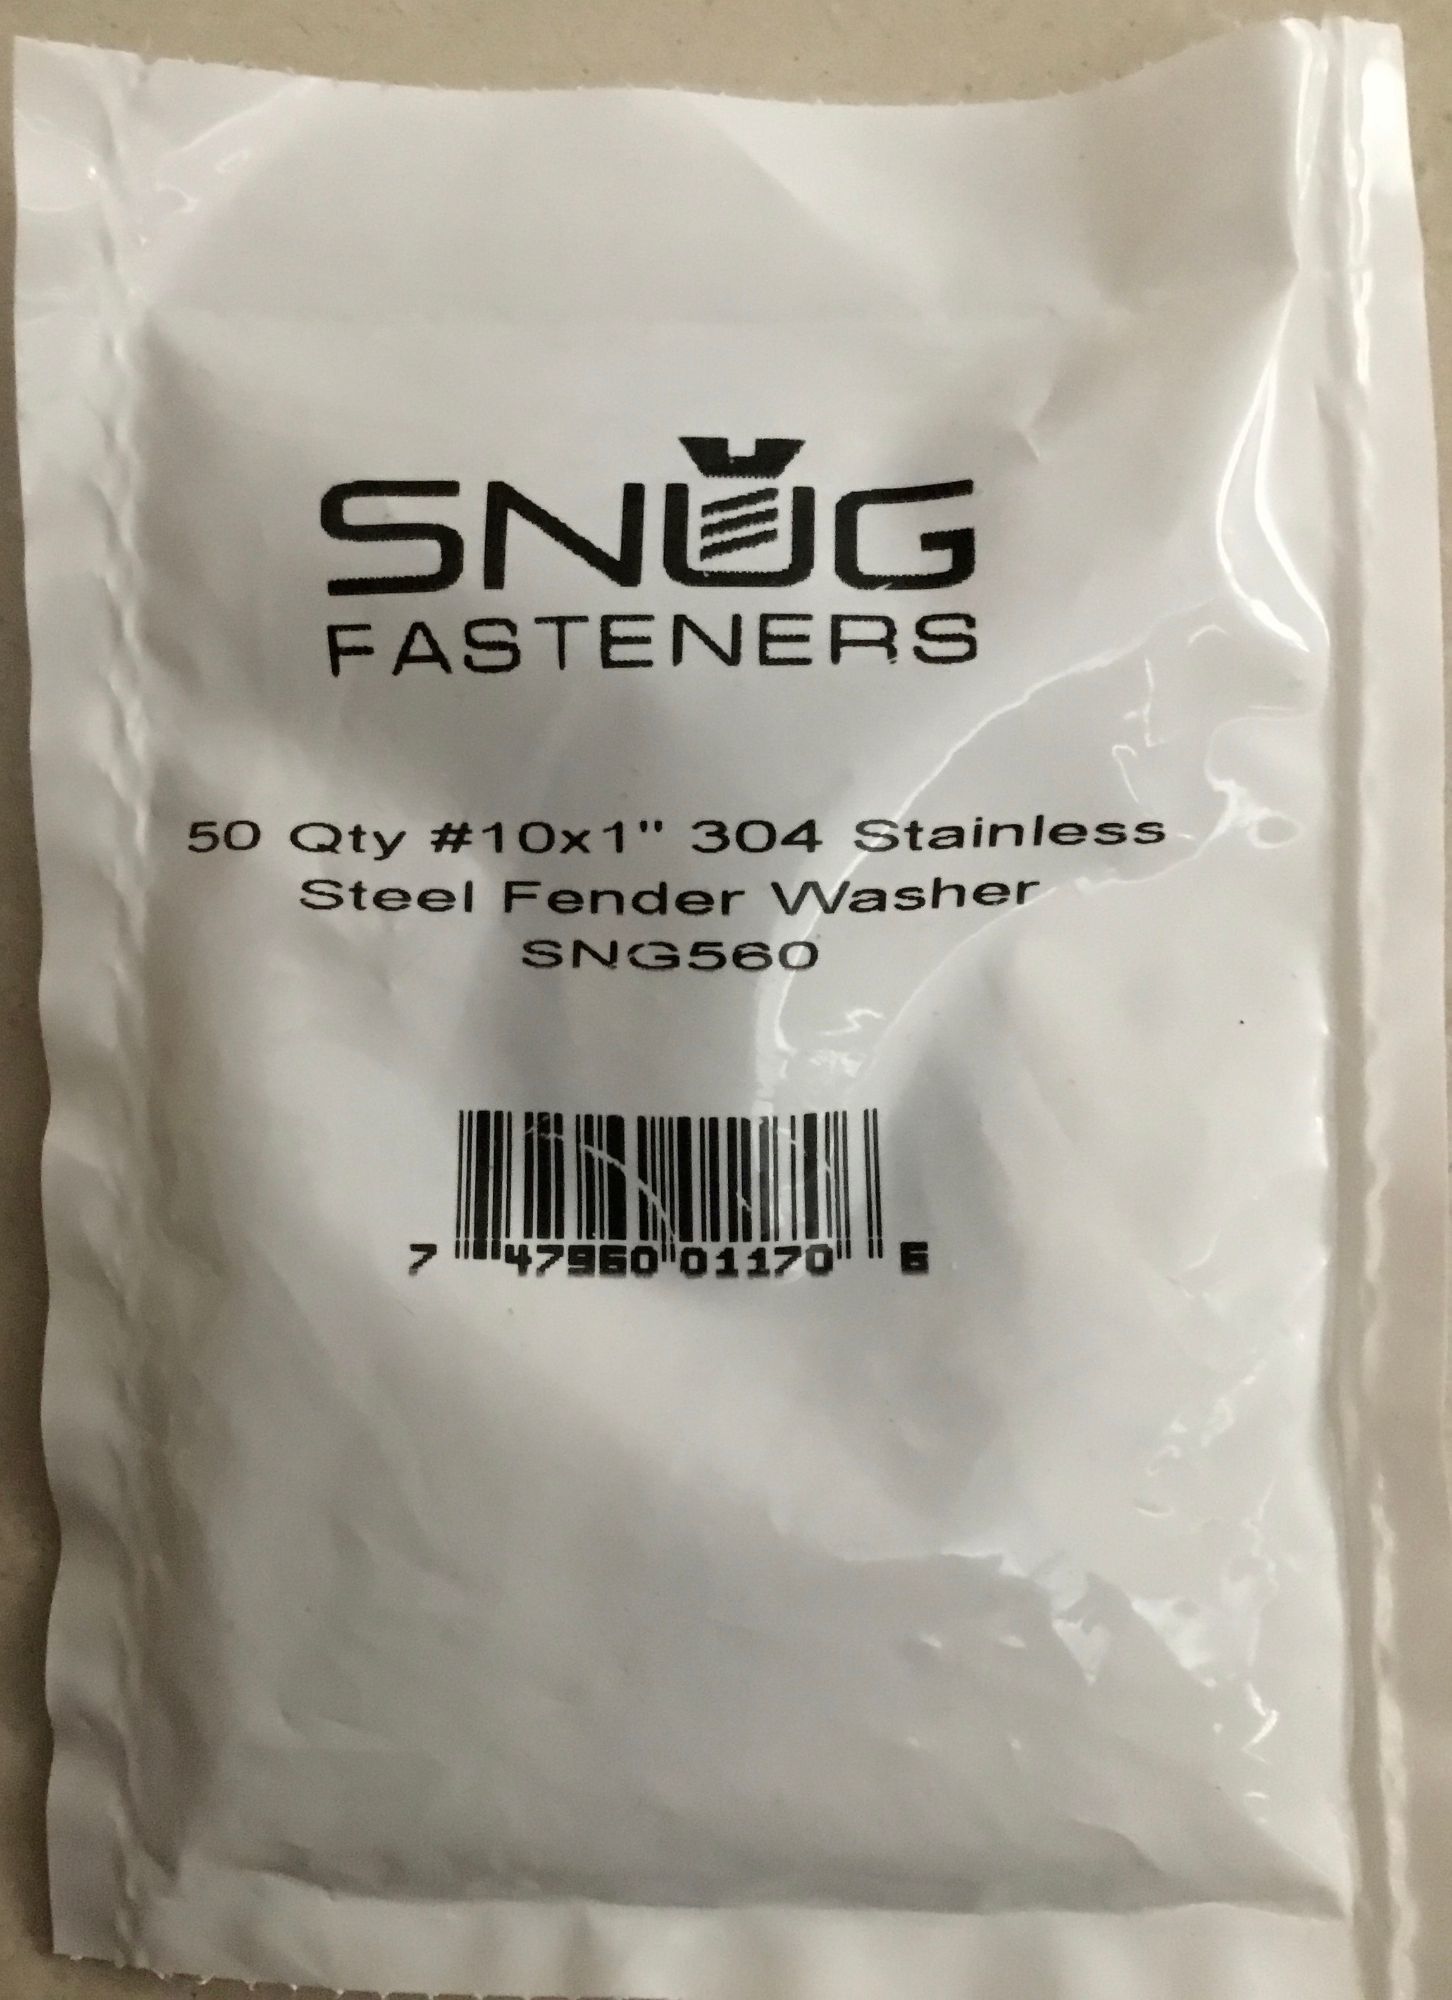 SNUG
FASTENERS
50 Qty #10x1" 304 Stainless
Steel Fender Washer
SNG560
7 47960 01170 6